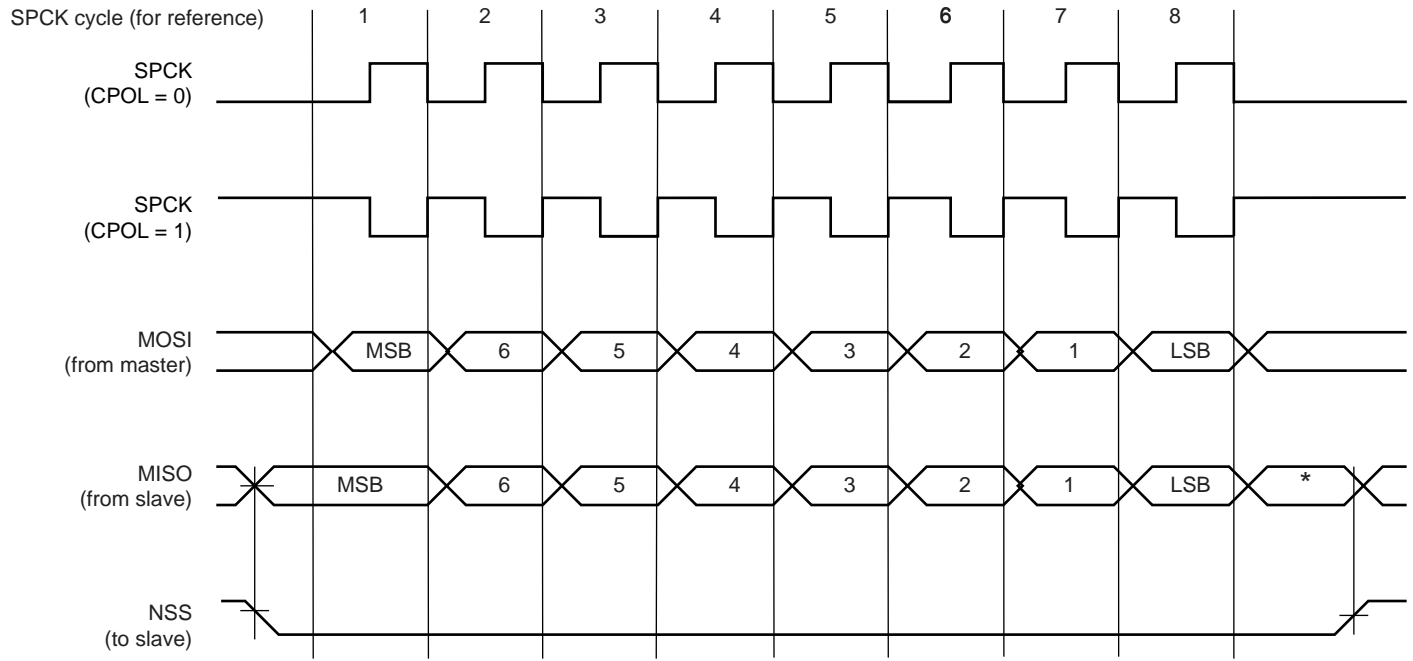 SPCK cycle (for reference) 1 2 3 4 5 6 7 8
SPCK
(CPOL = 0)
SPCK
(CPOL = 1)
MOSI
(from master)
MSB 6 5 4 3 2 1 LSB
MISO
(from slave)
MSB 6 5 4 3 2 1 LSB *
NSS
(to slave)